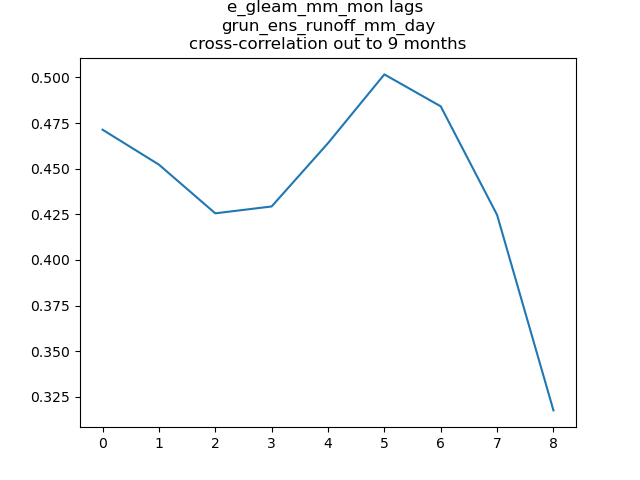 e_gleam_mm_mon lags
grun_ens_runoff_mm_day
cross-correlation out to 9 months
0.500
0.475
0.450
0.425
0.400
0.375
0.350
0.325
0 1 2 3 4 5 6 7 8